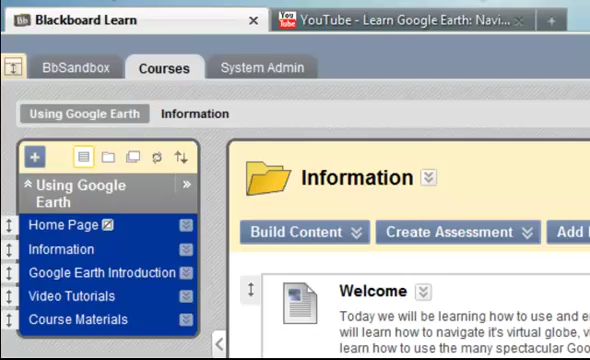 Bb Blackboard Learn
You Tube YouTube - Learn Google Earth: Navi...
BbSandbox Courses System Admin
Using Google Earth Information
Using Google
Earth
Home Page
Information
Google Earth Introduction
Video Tutorials
Course Materials
Information
Build Content Create Assessment Add
Welcome
Today we will be learning how to use and e
will learn how to navigate it's virtual globe, v
learn how to use the many spectacular Goo